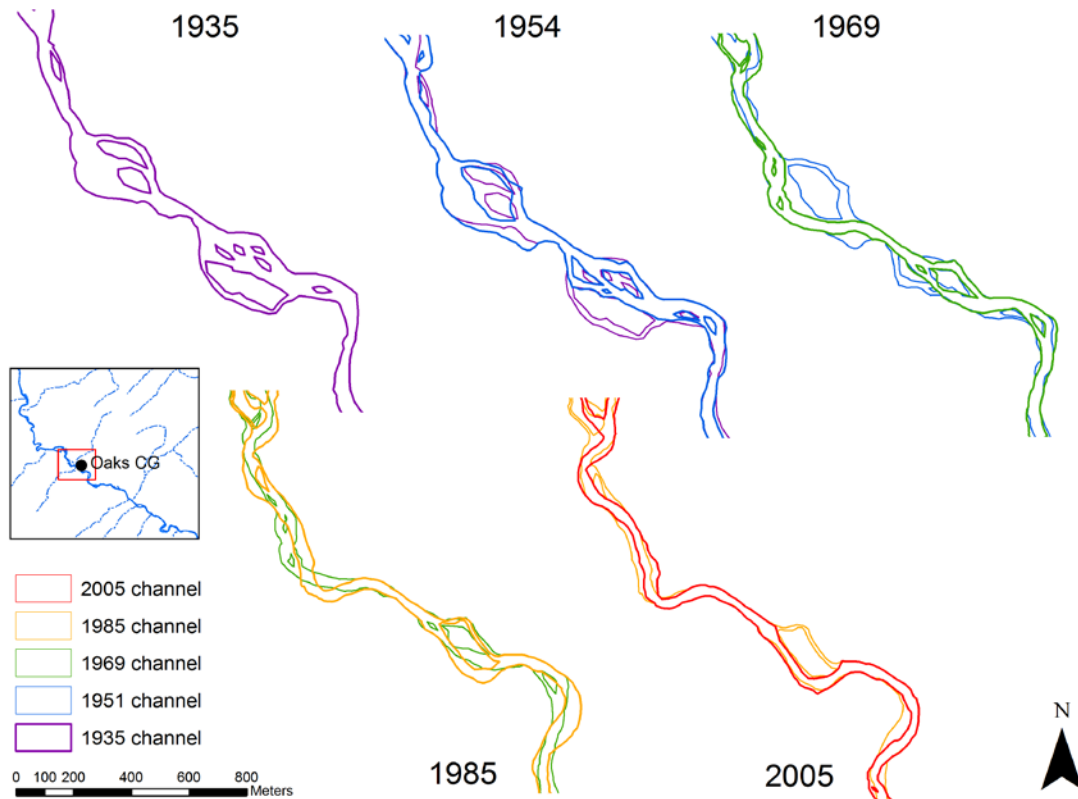 1935
1954
1969
Oaks CG
2005 channel
1985 channel
1969 channel
1951 channel
1935 channel
0 100 200 400 600 800
Meters
1985
2005
N